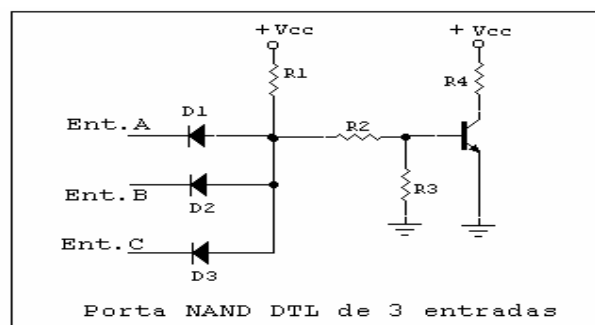 +Vcc +Vcc
R1
R4
D1
Ent.A
R2
Ent.B
D2
R3
Ent.C
D3
Porta NAND DTL de 3 entradas